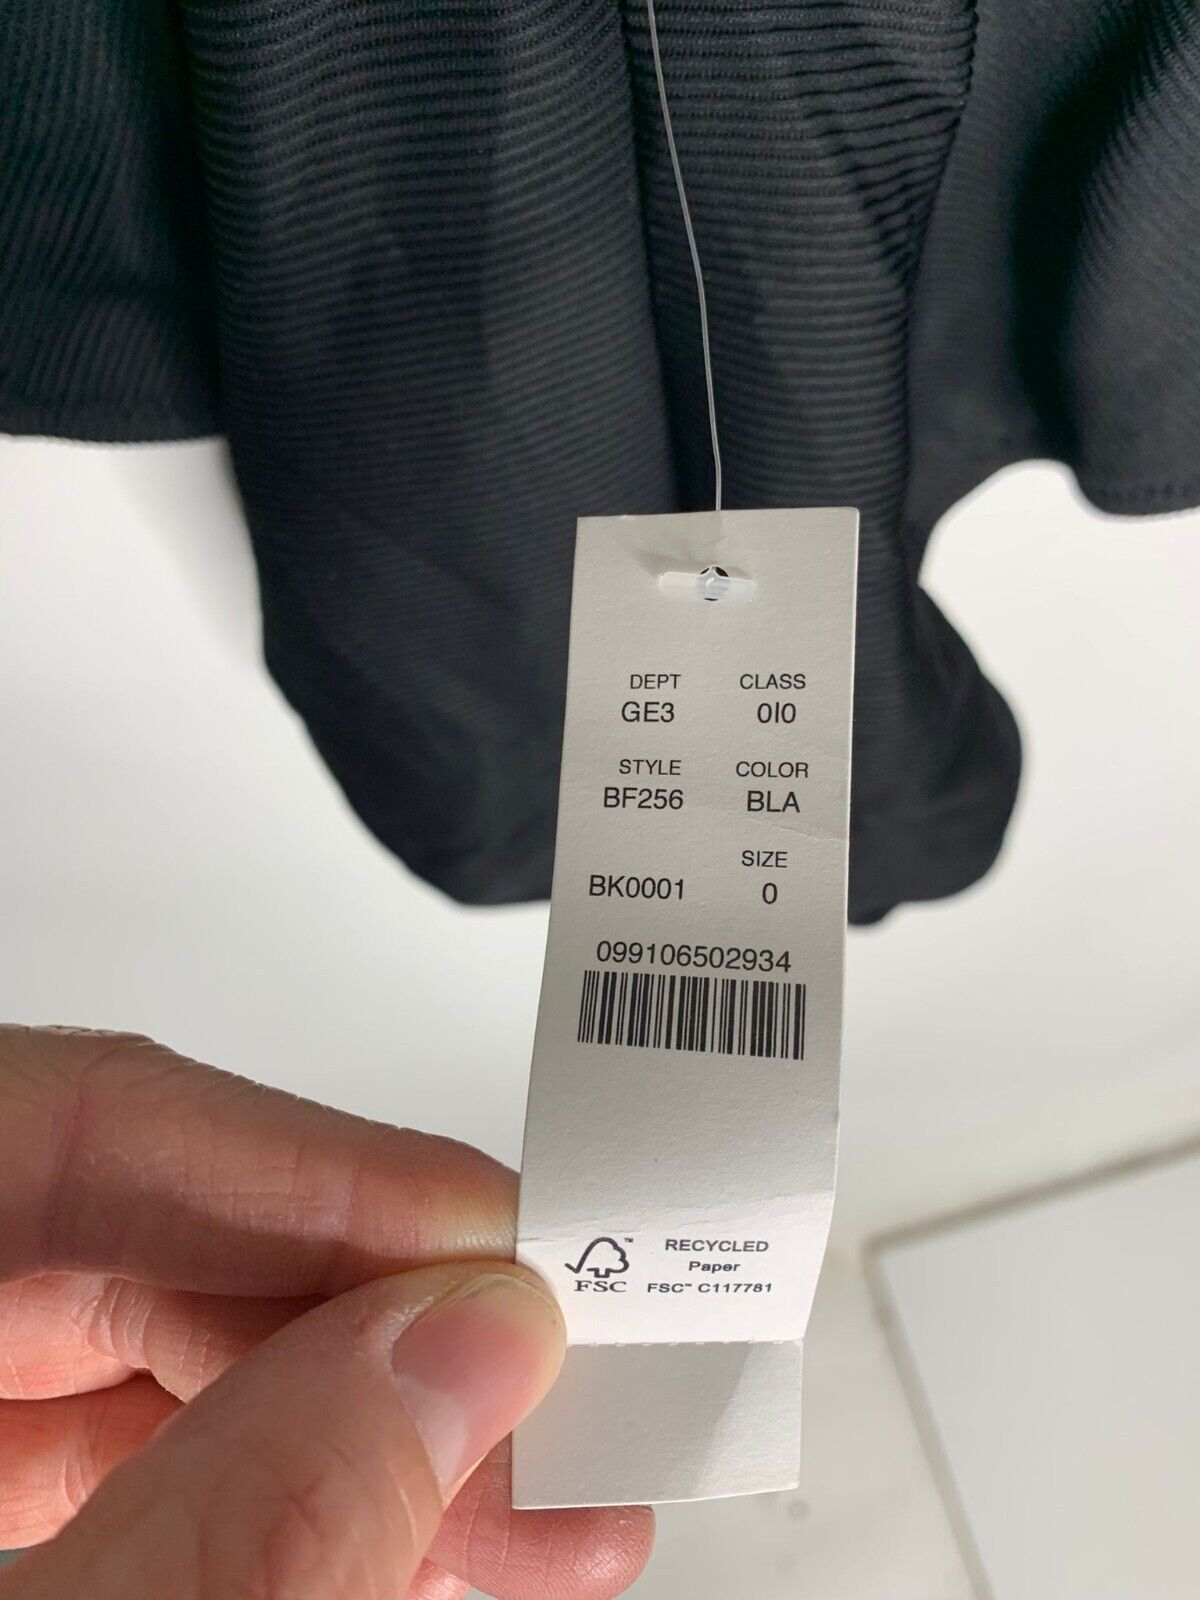 DEPT CLASS
GE3 0I0
STYLE COLOR
BF256 BLA
SIZE
BK0001 0
099106502934
RECYCLED
Paper
FSC FSC™ C117781